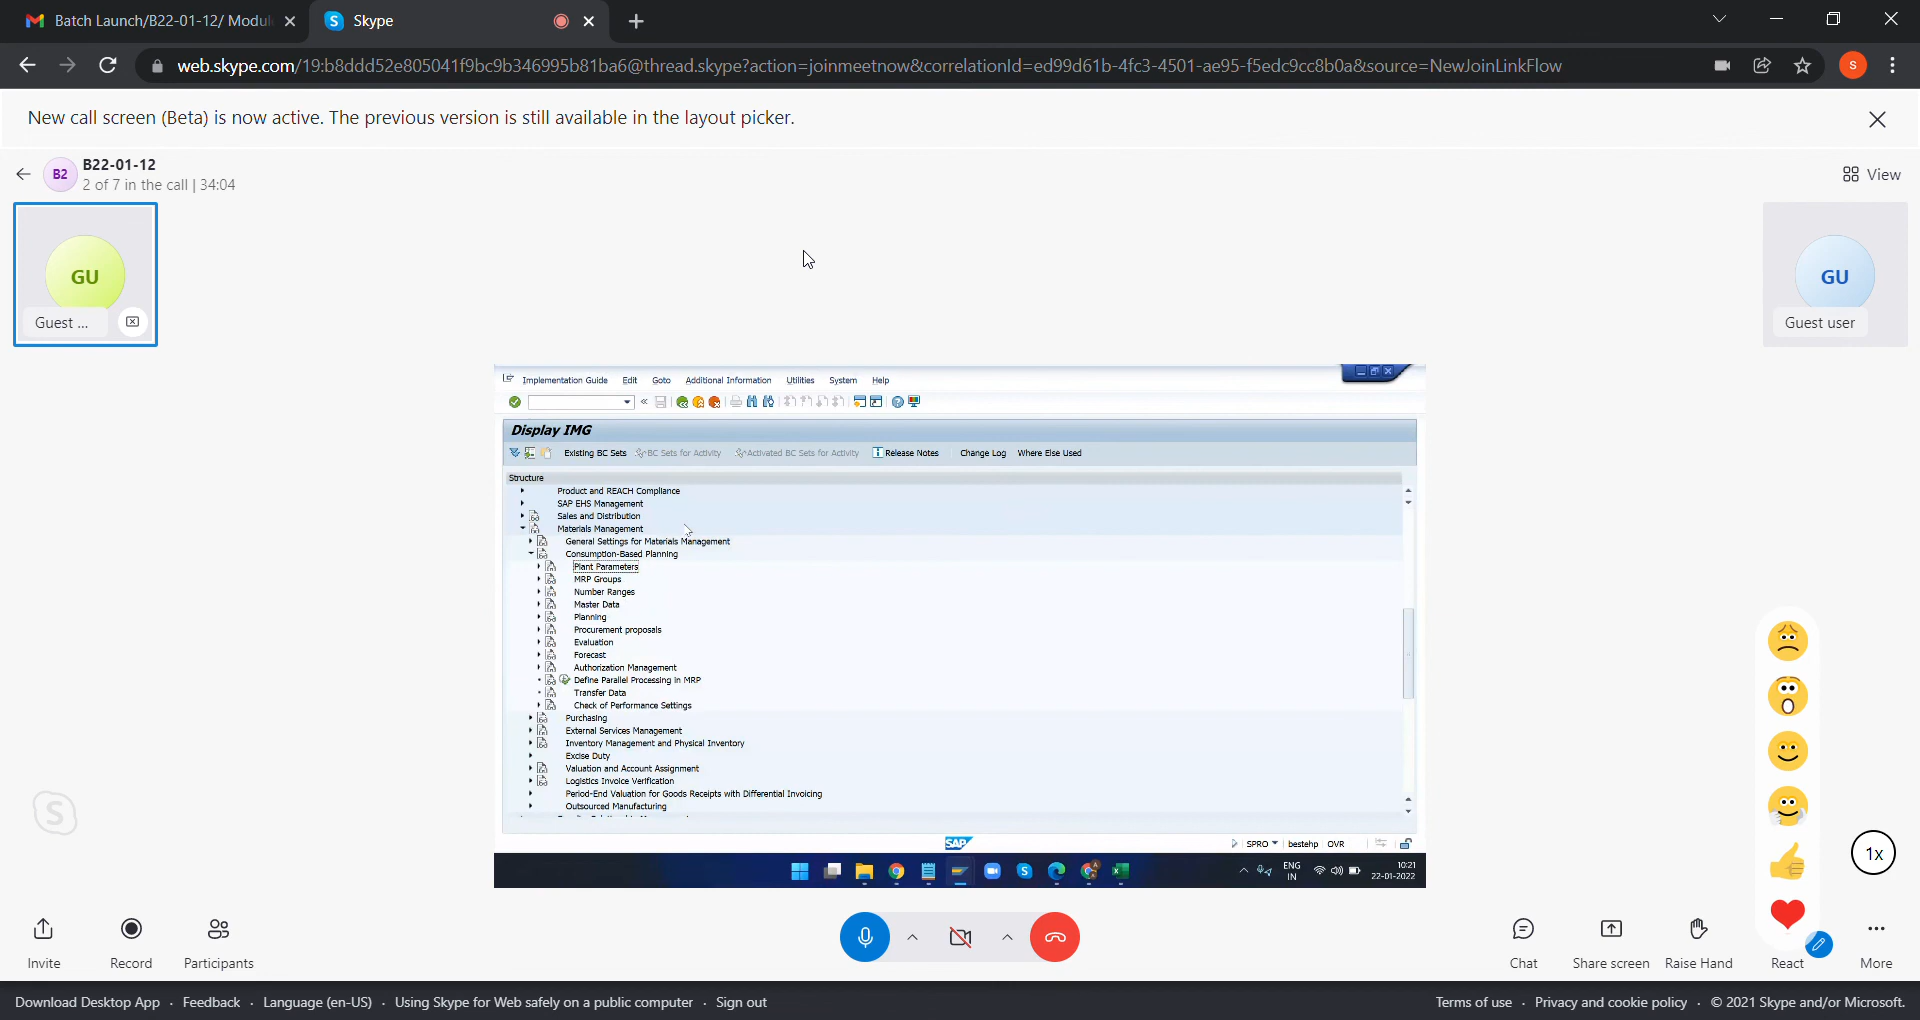 Batch Launch/B22-01-12/ Modul
Skype
web.skype.com/19:b8ddd52e805041f9bc9b346995b81ba6@thread.skype?action=joinmeetnow&correlationId=ed99d61b-4fc3-4501-ae95-f5edc9cc8b0a&source=NewJoinLinkFlow
S
New call screen (Beta) is now active. The previous version is still available in the layout picker.
B2
B22-01-12
2 of 7 in the call | 34:04
View
GU
Guest ...
GU
Guest user
Implementation Guide Edit Goto Additional Information Utilities System Help
Display IMG
Existing BC Sets BC Sets for Activity Activated BC Sets for Activity Release Notes Change Log Where Else Used
Structure
Product and REACH Compliance
SAP EHS Management
Sales and Distribution
Materials Management
General Settings for Materials Management
Consumption-Based Planning
Plant Parameters
MRP Groups
Number Ranges
Master Data
Planning
Procurement proposals
Evaluation
Forecast
Authorization Management
Define Parallel Processing in MRP
Transfer Data
Check of Performance Settings
Purchasing
External Services Management
Inventory Management and Physical Inventory
Excise Duty
Valuation and Account Assignment
Logistics Invoice Verification
Period-End Valuation for Goods Receipts with Differential Invoicing
Outsourced Manufacturing
SAP
SPRO bestehp OVR
ENG
IN
10:21
22-01-2022
1x
Invite
Record
Participants
Chat
Share screen
Raise Hand
React
More
Download Desktop App · Feedback · Language (en-US) · Using Skype for Web safely on a public computer · Sign out
Terms of use · Privacy and cookie policy · © 2021 Skype and/or Microsoft.